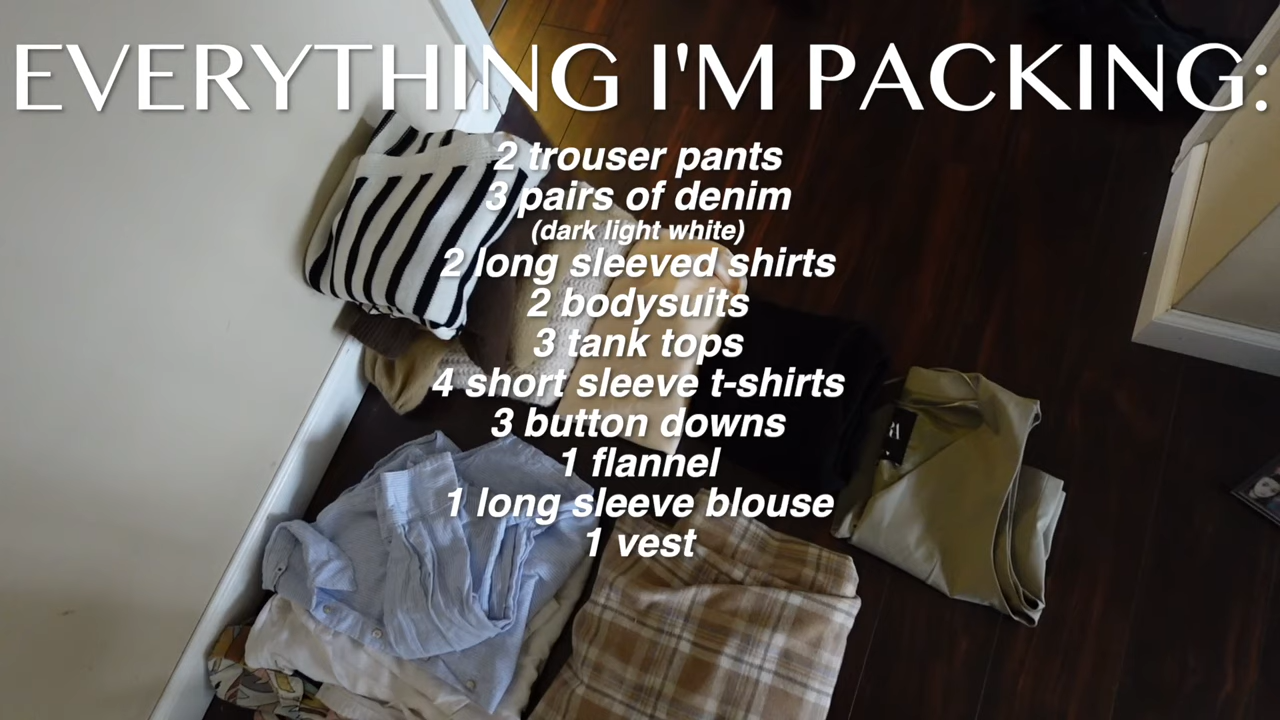 EVERYTHING I'M PACKING:
2 trouser pants
3 pairs of denim
(dark light white)
2 long sleeved shirts
2 bodysuits
3 tank tops
4 short sleeve t-shirts
3 button downs
1 flannel
1 long sleeve blouse
1 vest